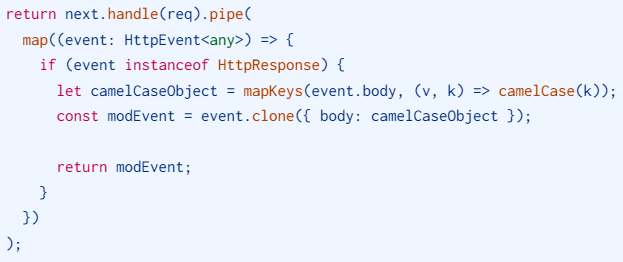 return next.handle(req).pipe(
  map((event: HttpEvent<any>) => {
    if (event instanceof HttpResponse) {
      let camelCaseObject = mapKeys(event.body, (v, k) => camelCase(k));
      const modEvent = event.clone({ body: camelCaseObject });

      return modEvent;
    }
  })
);